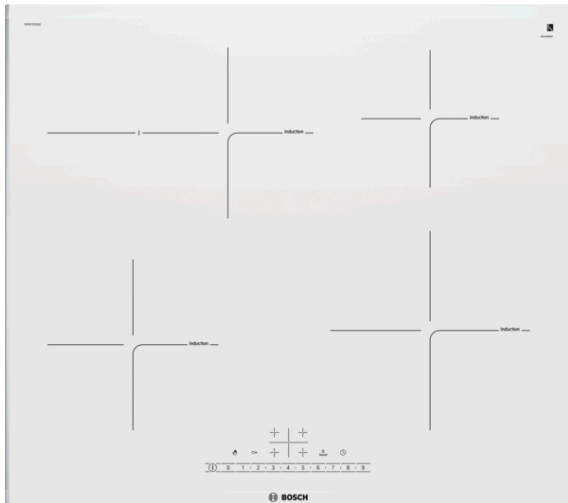 Induction
Induction
Induction
Induction
0 1 · 2 · 3 · 4 · 5 · 6 · 7 · 8 · 9
BOSCH